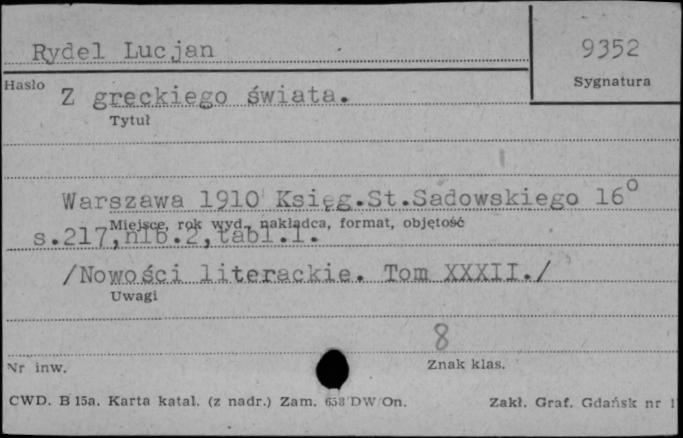 Rydel Lucjan
9352
Hasło
Sygnatura
Z greckiego świata.
Tytuł
Warszawa 1910 Księg.St.Sadowskiego 16°
Miejsce, rok wyd., nakładca, format, objętość
s.217,nlb.2,tabl.1.
/Nowości literackie. Tom XXXII./
Uwagi
8
Nr inw.
Znak klas.
CWD. B 15a. Karta katal. (z nadr.) Zam. 658 DW/On.
Zakł. Graf. Gdańsk nr